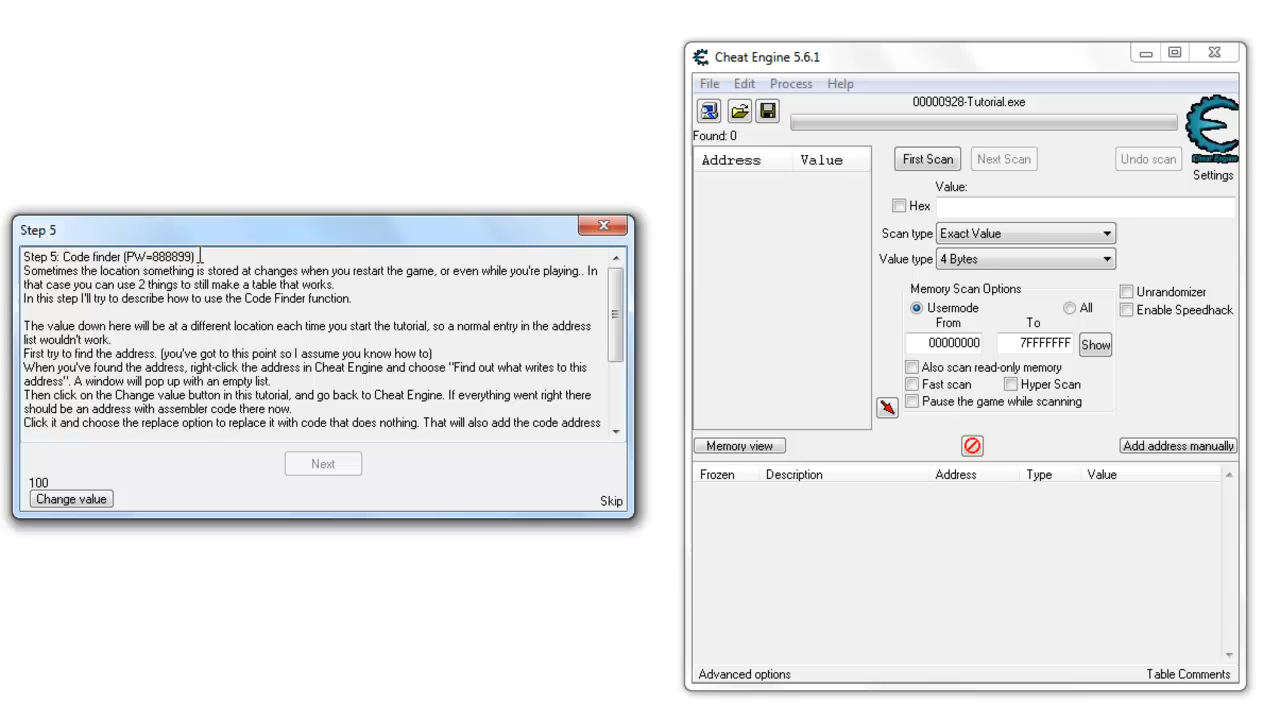 Step 5
Step 5: Code finder (PW=888899)
Sometimes the location something is stored at changes when you restart the game, or even while you're playing.. In
that case you can use 2 things to still make a table that works.
In this step I'll try to describe how to use the Code Finder function.
The value down here will be at a different location each time you start the tutorial, so a normal entry in the address
list wouldn't work.
First try to find the address. (you've got to this point so I assume you know how to)
When you've found the address, right-click the address in Cheat Engine and choose "Find out what writes to this
address". A window will pop up with an empty list.
Then click on the Change value button in this tutorial, and go back to Cheat Engine. If everything went right there
should be an address with assembler code there now.
Click it and choose the replace option to replace it with code that does nothing. That will also add the code address
Next
100
Change value
Skip
Cheat Engine 5.6.1
File Edit Process Help
00000928-Tutorial.exe
Found: 0
Address Value
First Scan Next Scan Undo scan
Cheat Engine
Settings
Value:
Hex
Scan type Exact Value
Value type 4 Bytes
Memory Scan Options
Usermode All
From To
00000000 7FFFFFFF Show
Also scan read-only memory
Fast scan Hyper Scan
Pause the game while scanning
Unrandomizer
Enable Speedhack
Memory view Add address manually
Frozen Description Address Type Value
Advanced options Table Comments